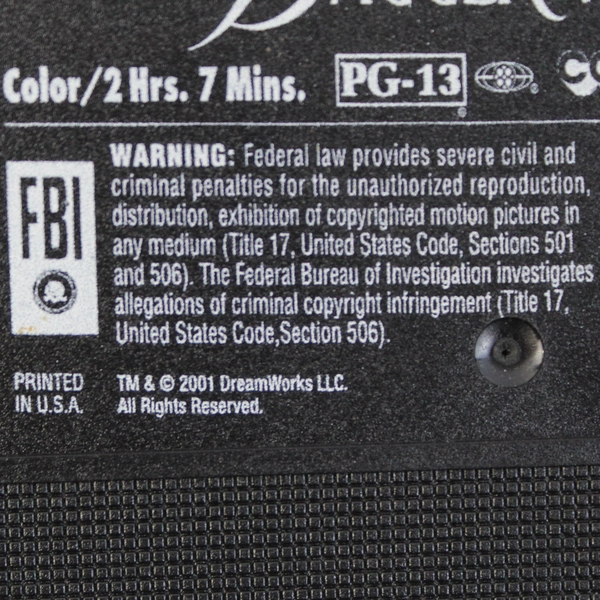 Color/2 Hrs. 7 Mins. PG-13
WARNING: Federal law provides severe civil and
criminal penalties for the unauthorized reproduction,
distribution, exhibition of copyrighted motion pictures in
any medium (Title 17, United States Code, Sections 501
and 506). The Federal Bureau of Investigation investigates
allegations of criminal copyright infringement (Title 17,
United States Code,Section 506).
FBI
PRINTED
IN U.S.A.
TM & © 2001 DreamWorks LLC.
All Rights Reserved.